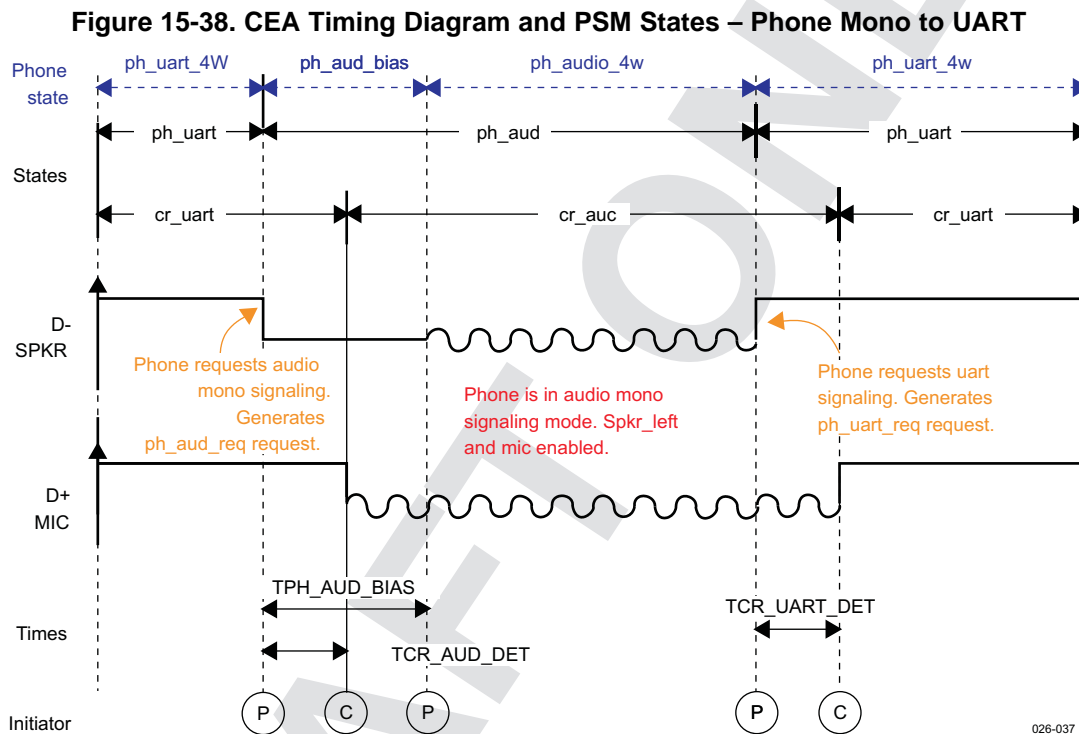 Figure 15-38. CEA Timing Diagram and PSM States – Phone Mono to UART
Phone
state
ph_uart_4W
ph_aud_bias
ph_audio_4w
ph_uart_4w
ph_uart
ph_aud
ph_uart
States
cr_uart
cr_auc
cr_uart
D-
SPKR
Phone requests audio
mono signaling.
Generates
ph_aud_req request.
Phone is in audio mono
signaling mode. Spkr_left
and mic enabled.
Phone requests uart
signaling. Generates
ph_uart_req request.
D+
MIC
TPH_AUD_BIAS
TCR_UART_DET
Times
TCR_AUD_DET
Initiator
P
C
P
P
C
026-037